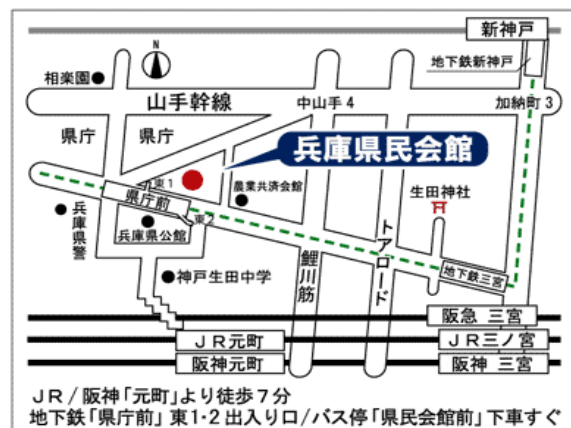 新神戸
地下鉄新神戸
N
相楽園
山手幹線
中山手4
加納町3
県庁
県庁
兵庫県民会館
東1
農業共済会館
生田神社
県庁前
東2
兵庫県警
兵庫県公館
トアロード
神戸生田中学
鯉川筋
地下鉄三宮
阪急 三宮
JR元町
JR三ノ宮
阪神元町
阪神 三宮
JR/阪神「元町」より徒歩7分
地下鉄「県庁前」東1・2出入り口/バス停「県民会館前」下車すぐ